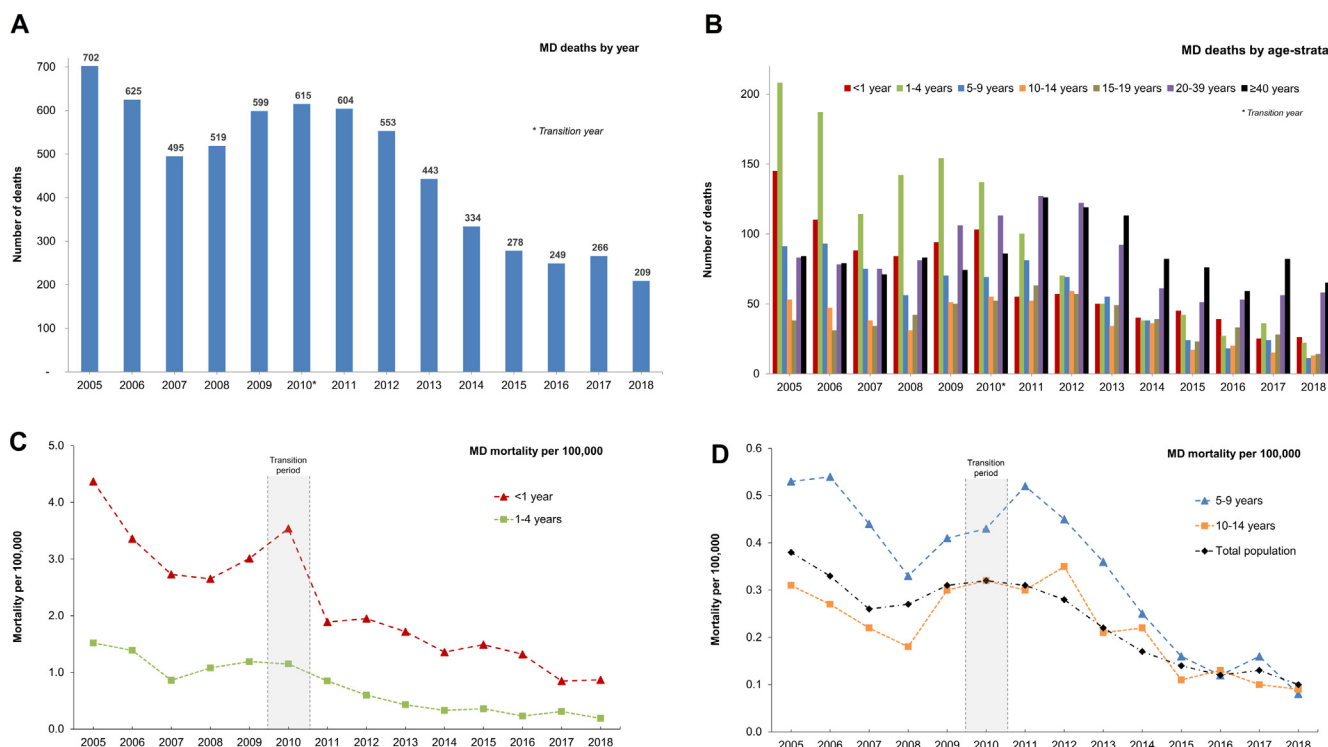 A
MD deaths by year
702
625
495
519
599
615
604
553
443
334
278
249
266
209
* Transition year
Number of deaths
700
600
500
400
300
200
100
-
2005 2006 2007 2008 2009 2010* 2011 2012 2013 2014 2015 2016 2017 2018
B
MD deaths by age-strata
<1 year 1-4 years 5-9 years 10-14 years 15-19 years 20-39 years ≥40 years
* Transition year
Number of deaths
200
150
100
50
0
2005 2006 2007 2008 2009 2010* 2011 2012 2013 2014 2015 2016 2017 2018
C
MD mortality per 100,000
Transition
period
<1 year
1-4 years
Mortality per 100,000
5.0
4.0
3.0
2.0
1.0
0.0
2005 2006 2007 2008 2009 2010 2011 2012 2013 2014 2015 2016 2017 2018
D
MD mortality per 100,000
Transition
period
5-9 years
10-14 years
Total population
Mortality per 100,000
0.6
0.5
0.4
0.3
0.2
0.1
0.0
2005 2006 2007 2008 2009 2010 2011 2012 2013 2014 2015 2016 2017 2018